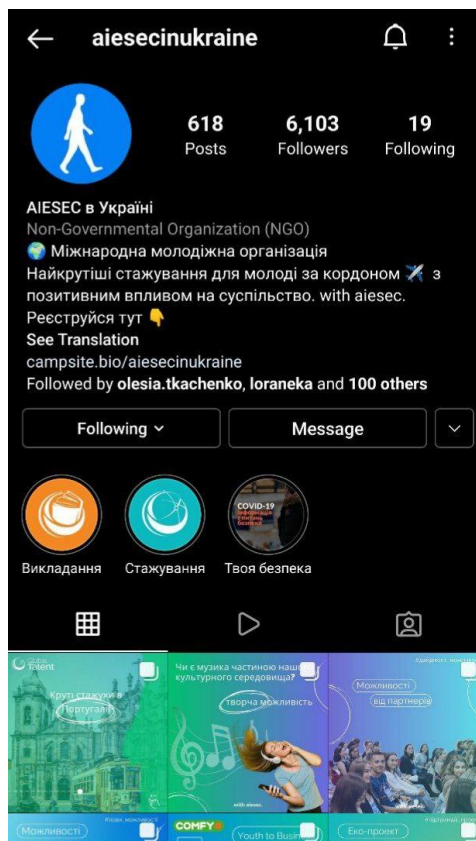 aiesecinukraine
618
Posts
6,103
Followers
19
Following
AIESEC в Україні
Non-Governmental Organization (NGO)
🌍 Міжнародна молодіжна організація
Найкрутіші стажування для молоді за кордоном ✈️ з
позитивним впливом на суспільство. with aiesec.
Реєструйся тут 👇
See Translation
campsite.bio/aiesecinukraine
Followed by olesia.tkachenko, loraneka and 100 others
Following
Message
COVID-19
Викладання
Стажування
Твоя безпека
Talent
Круті стажухи в
Португалії
Чи є музика частиною нашого
культурного середовища?
творча можливість
with aiesec.
Можливості
від партнерів
Можливості
COMFY
Youth to Busin
Еко-проєкт